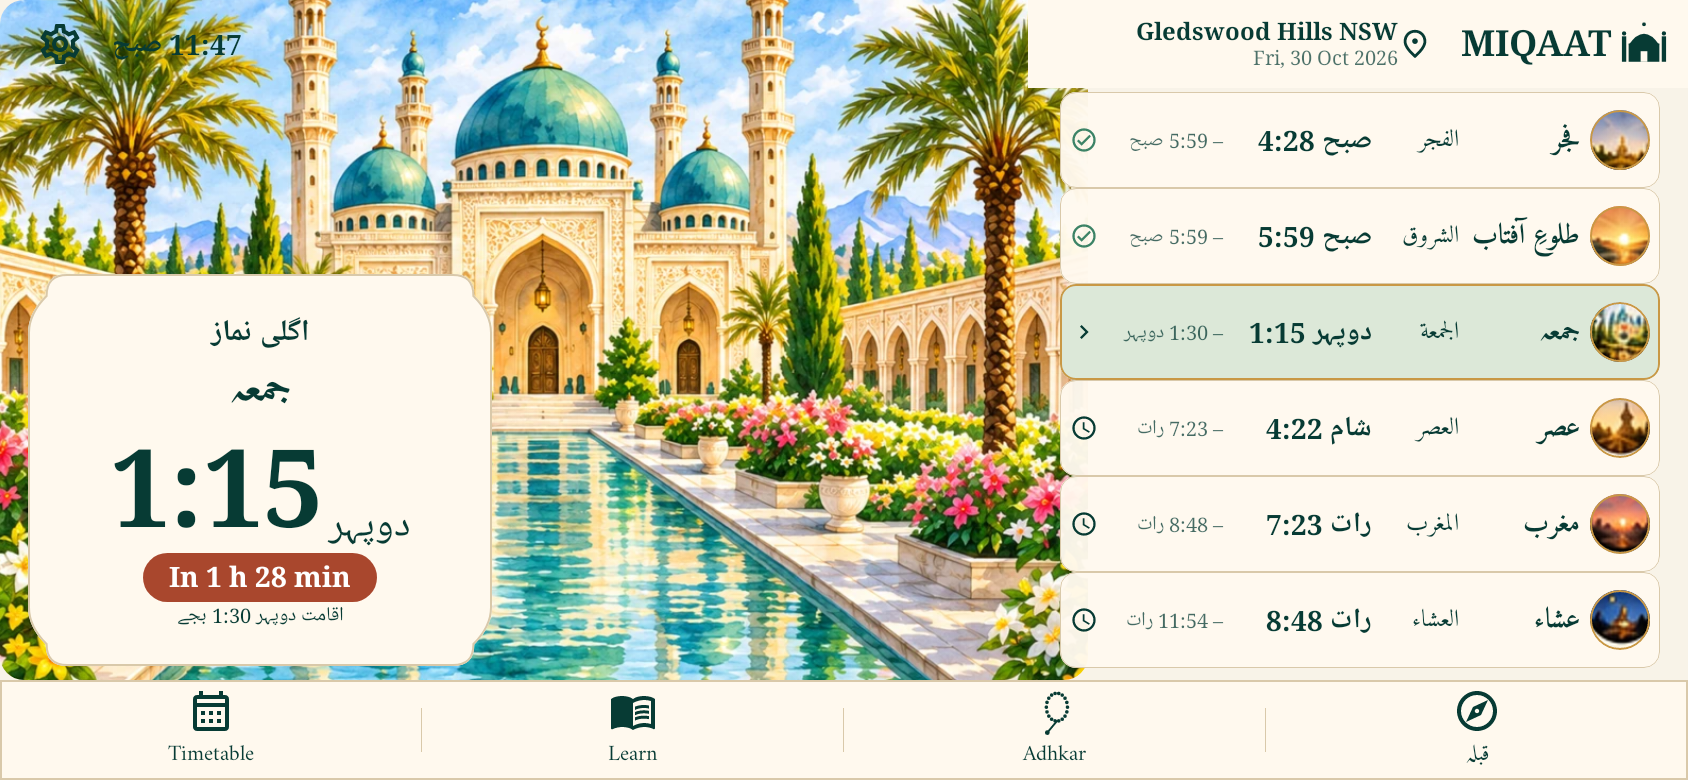 MIQAAT
Gledswood Hills NSW
Fri, 30 Oct 2026
11:47 صبح
فجر الفجر 4:28 صبح – 5:59 صبح
طلوعِ آفتاب الشروق 5:59 صبح – 5:59 صبح
جمعہ الجمعة 1:15 دوپہر – 1:30 دوپہر
عصر العصر 4:22 شام – 7:23 رات
مغرب المغرب 7:23 رات – 8:48 رات
عشاء العشاء 8:48 رات – 11:54 رات
اگلی نماز
جمعہ
1:15 دوپہر
In 1 h 28 min
اقامت دوپہر 1:30 بجے
Timetable
Learn
Adhkar
قبلہ